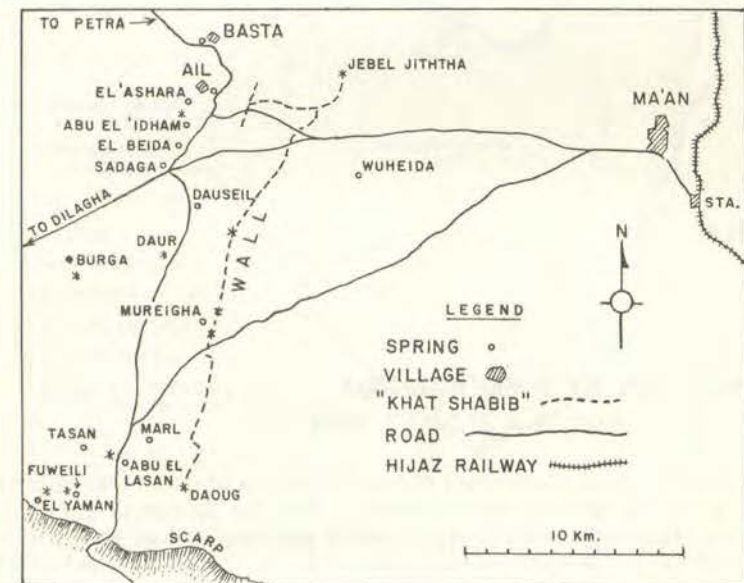 TO PETRA
BASTA
AIL
JEBEL JITHTHA
EL'ASHARA
MA'AN
ABU EL 'IDHAM
EL BEIDA
SADAGA
WUHEIDA
DAUSEIL
STA.
TO DILAGHA
WALL
DAUR
N
BURGA
MUREIGHA
LEGEND
SPRING
VILLAGE
"KHAT SHABIB"
ROAD
HIJAZ RAILWAY
MARL
TASAN
ABU EL
LASAN
FUWEILI
DAOUG
EL YAMAN
SCARP
10 Km.